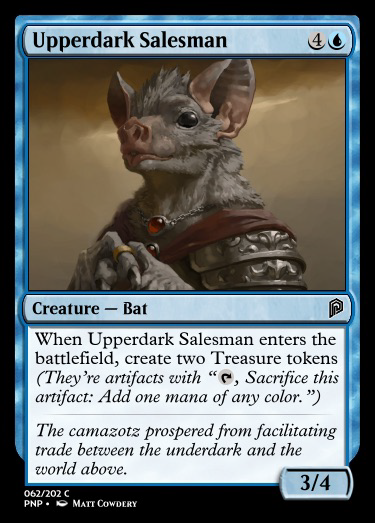 Upperdark Salesman 4
Creature — Bat
When Upperdark Salesman enters the
battlefield, create two Treasure tokens
(They're artifacts with “, Sacrifice this
artifact: Add one mana of any color.”)
The camazotz prospered from facilitating
trade between the underdark and the
world above.
3/4
062/202 C
PNP • Matt Cowdery